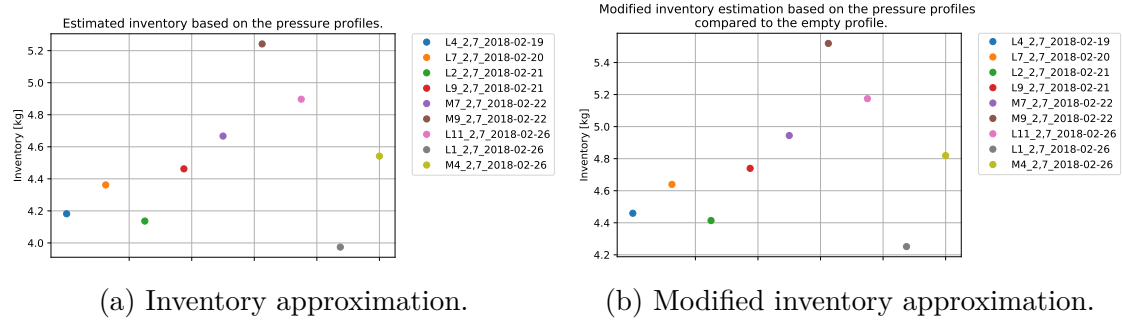 Estimated inventory based on the pressure profiles.
Inventory [kg]
5.2
5.0
4.8
4.6
4.4
4.2
4.0
L4_2,7_2018-02-19
L7_2,7_2018-02-20
L2_2,7_2018-02-21
L9_2,7_2018-02-21
M7_2,7_2018-02-22
M9_2,7_2018-02-22
L11_2,7_2018-02-26
L1_2,7_2018-02-26
M4_2,7_2018-02-26
(a) Inventory approximation.
Modified inventory estimation based on the pressure profiles
compared to the empty profile.
Inventory [kg]
5.4
5.2
5.0
4.8
4.6
4.4
4.2
L4_2,7_2018-02-19
L7_2,7_2018-02-20
L2_2,7_2018-02-21
L9_2,7_2018-02-21
M7_2,7_2018-02-22
M9_2,7_2018-02-22
L11_2,7_2018-02-26
L1_2,7_2018-02-26
M4_2,7_2018-02-26
(b) Modified inventory approximation.